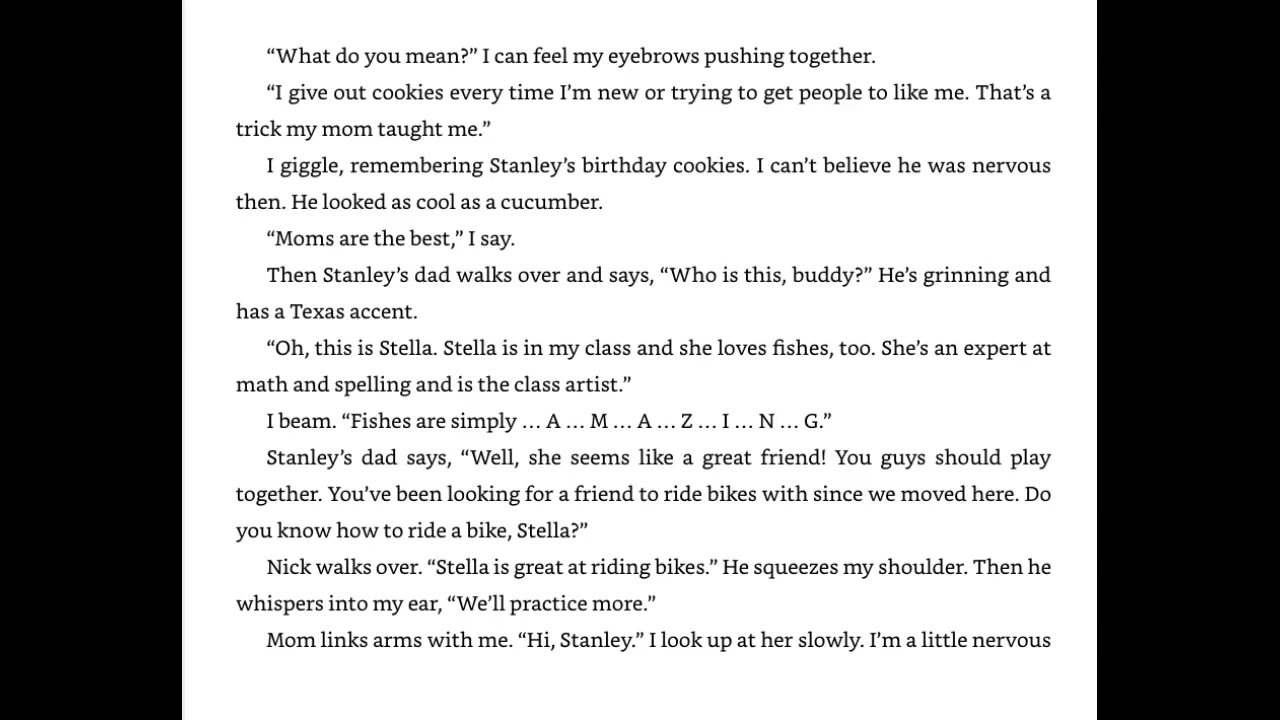 “What do you mean?” I can feel my eyebrows pushing together.
“I give out cookies every time I’m new or trying to get people to like me. That’s a
trick my mom taught me.”
I giggle, remembering Stanley’s birthday cookies. I can’t believe he was nervous
then. He looked as cool as a cucumber.
“Moms are the best,” I say.
Then Stanley’s dad walks over and says, “Who is this, buddy?” He’s grinning and
has a Texas accent.
“Oh, this is Stella. Stella is in my class and she loves fishes, too. She’s an expert at
math and spelling and is the class artist.”
I beam. “Fishes are simply … A … M … A … Z … I … N … G.”
Stanley’s dad says, “Well, she seems like a great friend! You guys should play
together. You’ve been looking for a friend to ride bikes with since we moved here. Do
you know how to ride a bike, Stella?”
Nick walks over. “Stella is great at riding bikes.” He squeezes my shoulder. Then he
whispers into my ear, “We’ll practice more.”
Mom links arms with me. “Hi, Stanley.” I look up at her slowly. I’m a little nervous